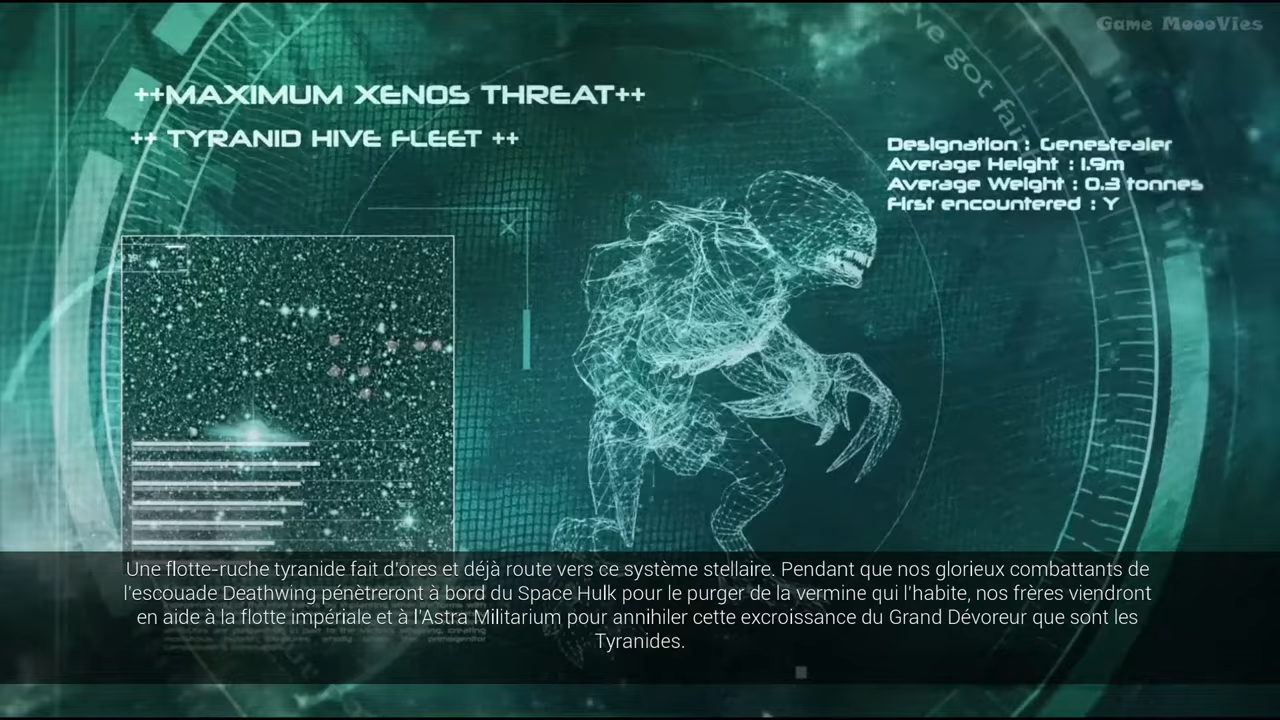 Game MoooVies
've got fai
++MAXIMUM XENOS THREAT++
++ TYRANID HIVE FLEET ++
Designation : Genestealer
Average Height : 1.9m
Average Weight : 0.3 tonnes
First encountered : Y
Une flotte-ruche tyranide fait d'ores et déjà route vers ce système stellaire. Pendant que nos glorieux combattants de
l'escouade Deathwing pénètreront à bord du Space Hulk pour le purger de la vermine qui l'habite, nos frères viendront
en aide à la flotte impériale et à l'Astra Militarium pour annihiler cette excroissance du Grand Dévoreur que sont les
Tyranides.